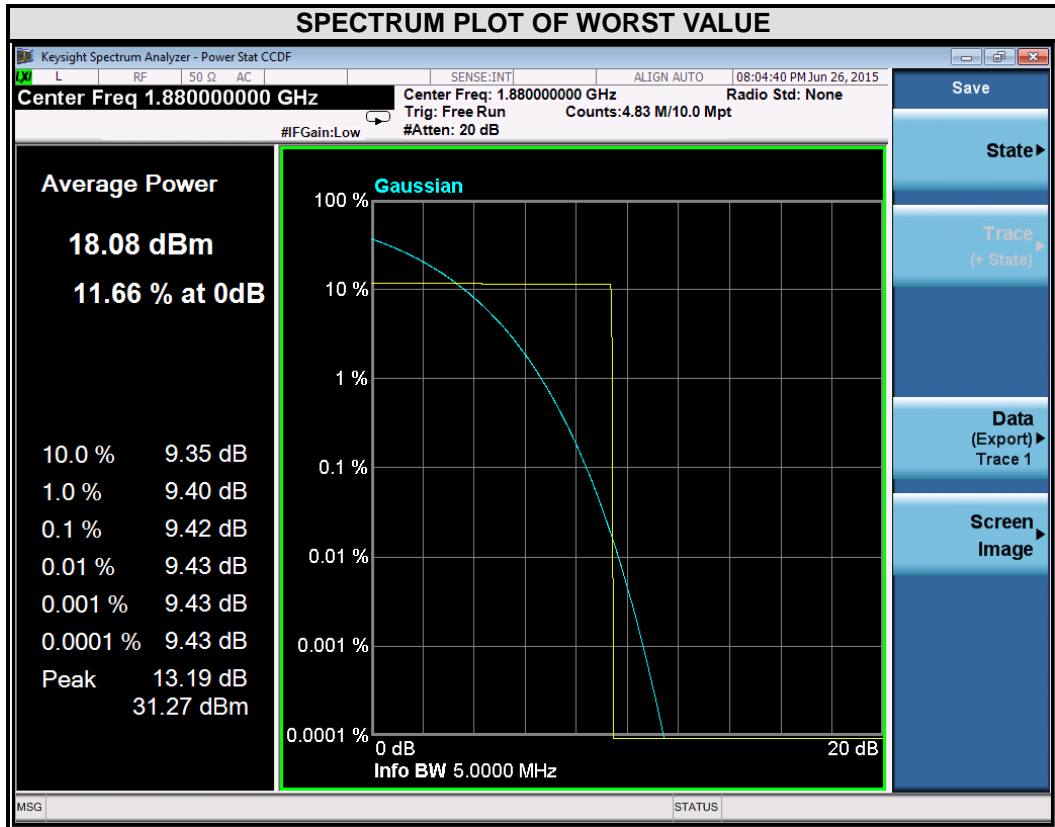 SPECTRUM PLOT OF WORST VALUE
Keysight Spectrum Analyzer - Power Stat CCDF
LXI L RF 50 Ω AC SENSE:INT ALIGN AUTO 08:04:40 PM Jun 26, 2015
Center Freq 1.880000000 GHz
Center Freq: 1.880000000 GHz Radio Std: None
Trig: Free Run Counts:4.83 M/10.0 Mpt
#IFGain:Low #Atten: 20 dB
Save
State
Trace
(+ State)
Data
(Export)
Trace 1
Screen
Image
Average Power
18.08 dBm
11.66 % at 0dB
10.0 % 9.35 dB
1.0 % 9.40 dB
0.1 % 9.42 dB
0.01 % 9.43 dB
0.001 % 9.43 dB
0.0001 % 9.43 dB
Peak 13.19 dB
31.27 dBm
Gaussian
100 %
10 %
1 %
0.1 %
0.01 %
0.001 %
0.0001 %
0 dB 20 dB
Info BW 5.0000 MHz
MSG STATUS